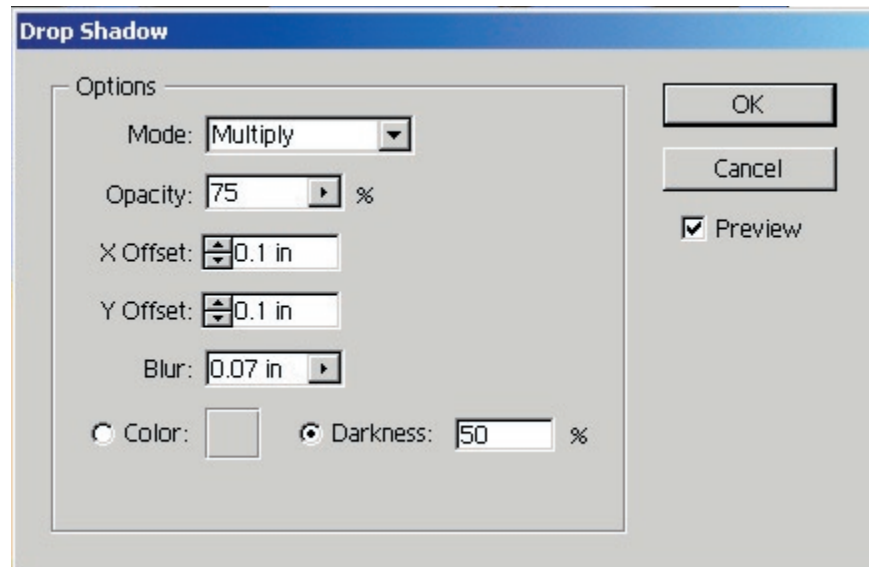 Drop Shadow
Options
Mode: Multiply
OK
Opacity: 75 %
Cancel
X Offset: 0.1 in
Preview
Y Offset: 0.1 in
Blur: 0.07 in
Color: Darkness: 50 %